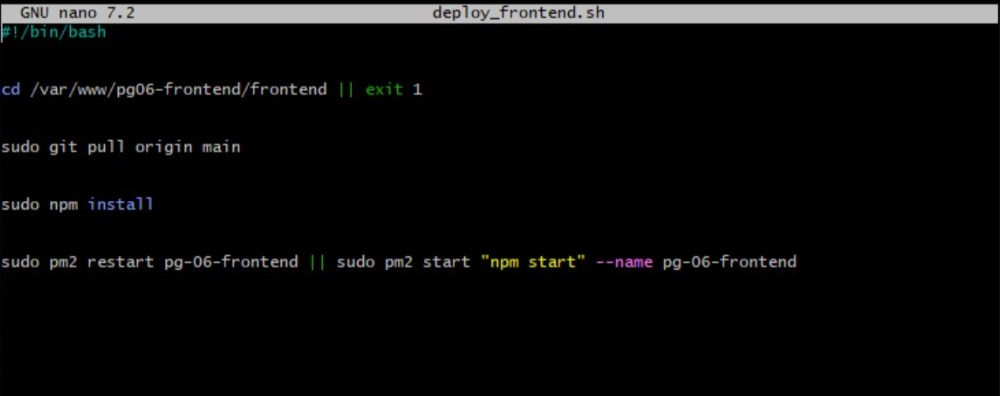 GNU nano 7.2 deploy_frontend.sh
#!/bin/bash
cd /var/www/pg06-frontend/frontend || exit 1
sudo git pull origin main
sudo npm install
sudo pm2 restart pg-06-frontend || sudo pm2 start "npm start" --name pg-06-frontend